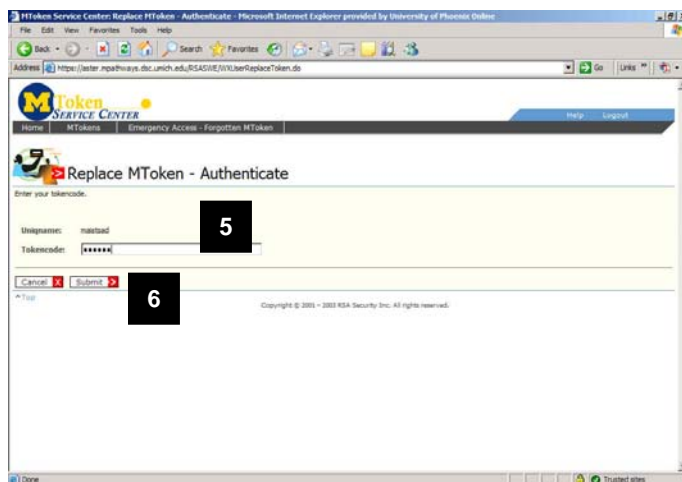 MToken Service Center: Replace MToken - Authenticate - Microsoft Internet Explorer provided by University of Phoenix Online
File Edit View Favorites Tools Help
Back Search Favorites
Address https://aster.mpathways.dsc.umich.edu/RSASWE/WXUserReplaceToken.do Go Links »
M Token
SERVICE CENTER
Help Logout
Home MTokens Emergency Access - Forgotten MToken
Replace MToken - Authenticate
Enter your tokencode.
5
Uniqname:
Tokencode: ••••••
Cancel X Submit >
6
^Top
Copyright © 2001 - 2003 RSA Security Inc. All rights reserved.
Done Trusted sites